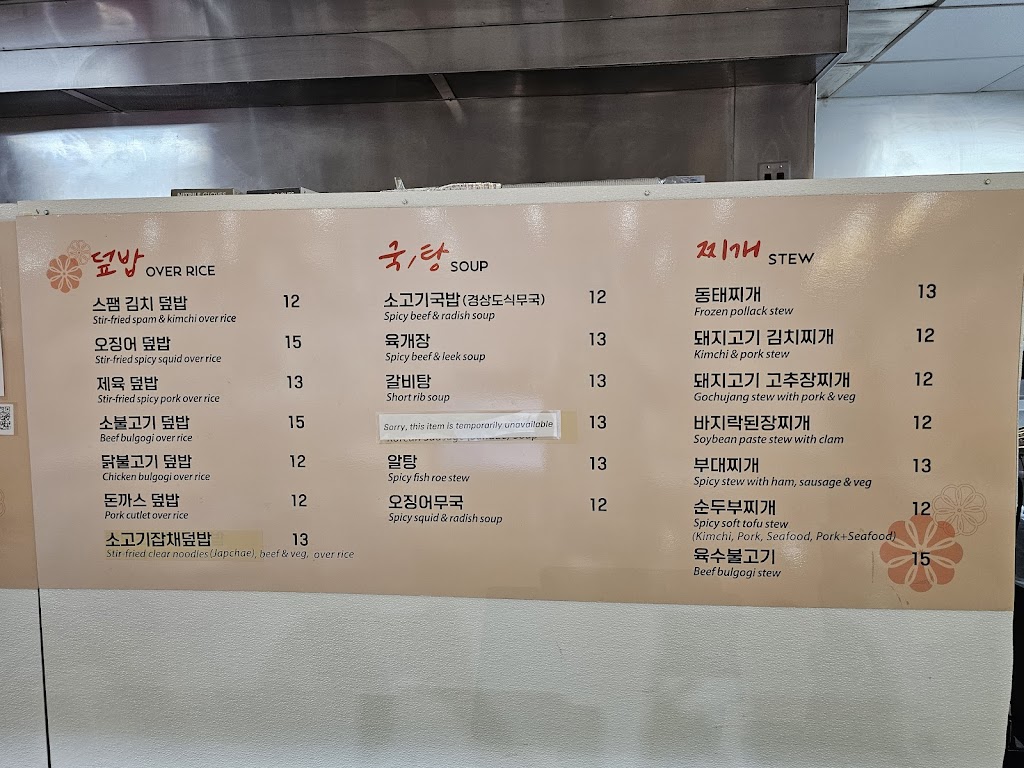 덮밥 OVER RICE
스팸 김치 덮밥 12
Stir-fried spam & kimchi over rice
오징어 덮밥 15
Stir-fried spicy squid over rice
제육 덮밥 13
Stir-fried spicy pork over rice
소불고기 덮밥 15
Beef bulgogi over rice
닭불고기 덮밥 12
Chicken bulgogi over rice
돈까스 덮밥 12
Pork cutlet over rice
소고기잡채덮밥 13
Stir-fried clear noodles (Japchae), beef & veg, over rice
국/탕 SOUP
소고기국밥(경상도식무국) 12
Spicy beef & radish soup
육개장 13
Spicy beef & leek soup
갈비탕 13
Short rib soup
Sorry, this item is temporarily unavailable 13
알탕 13
Spicy fish roe stew
오징어무국 12
Spicy squid & radish soup
찌개 STEW
동태찌개 13
Frozen pollack stew
돼지고기 김치찌개 12
Kimchi & pork stew
돼지고기 고추장찌개 12
Gochujang stew with pork & veg
바지락된장찌개 12
Soybean paste stew with clam
부대찌개 13
Spicy stew with ham, sausage & veg
순두부찌개 12
Spicy soft tofu stew
(Kimchi, Pork, Seafood, Pork+Seafood)
육수불고기 15
Beef bulgogi stew